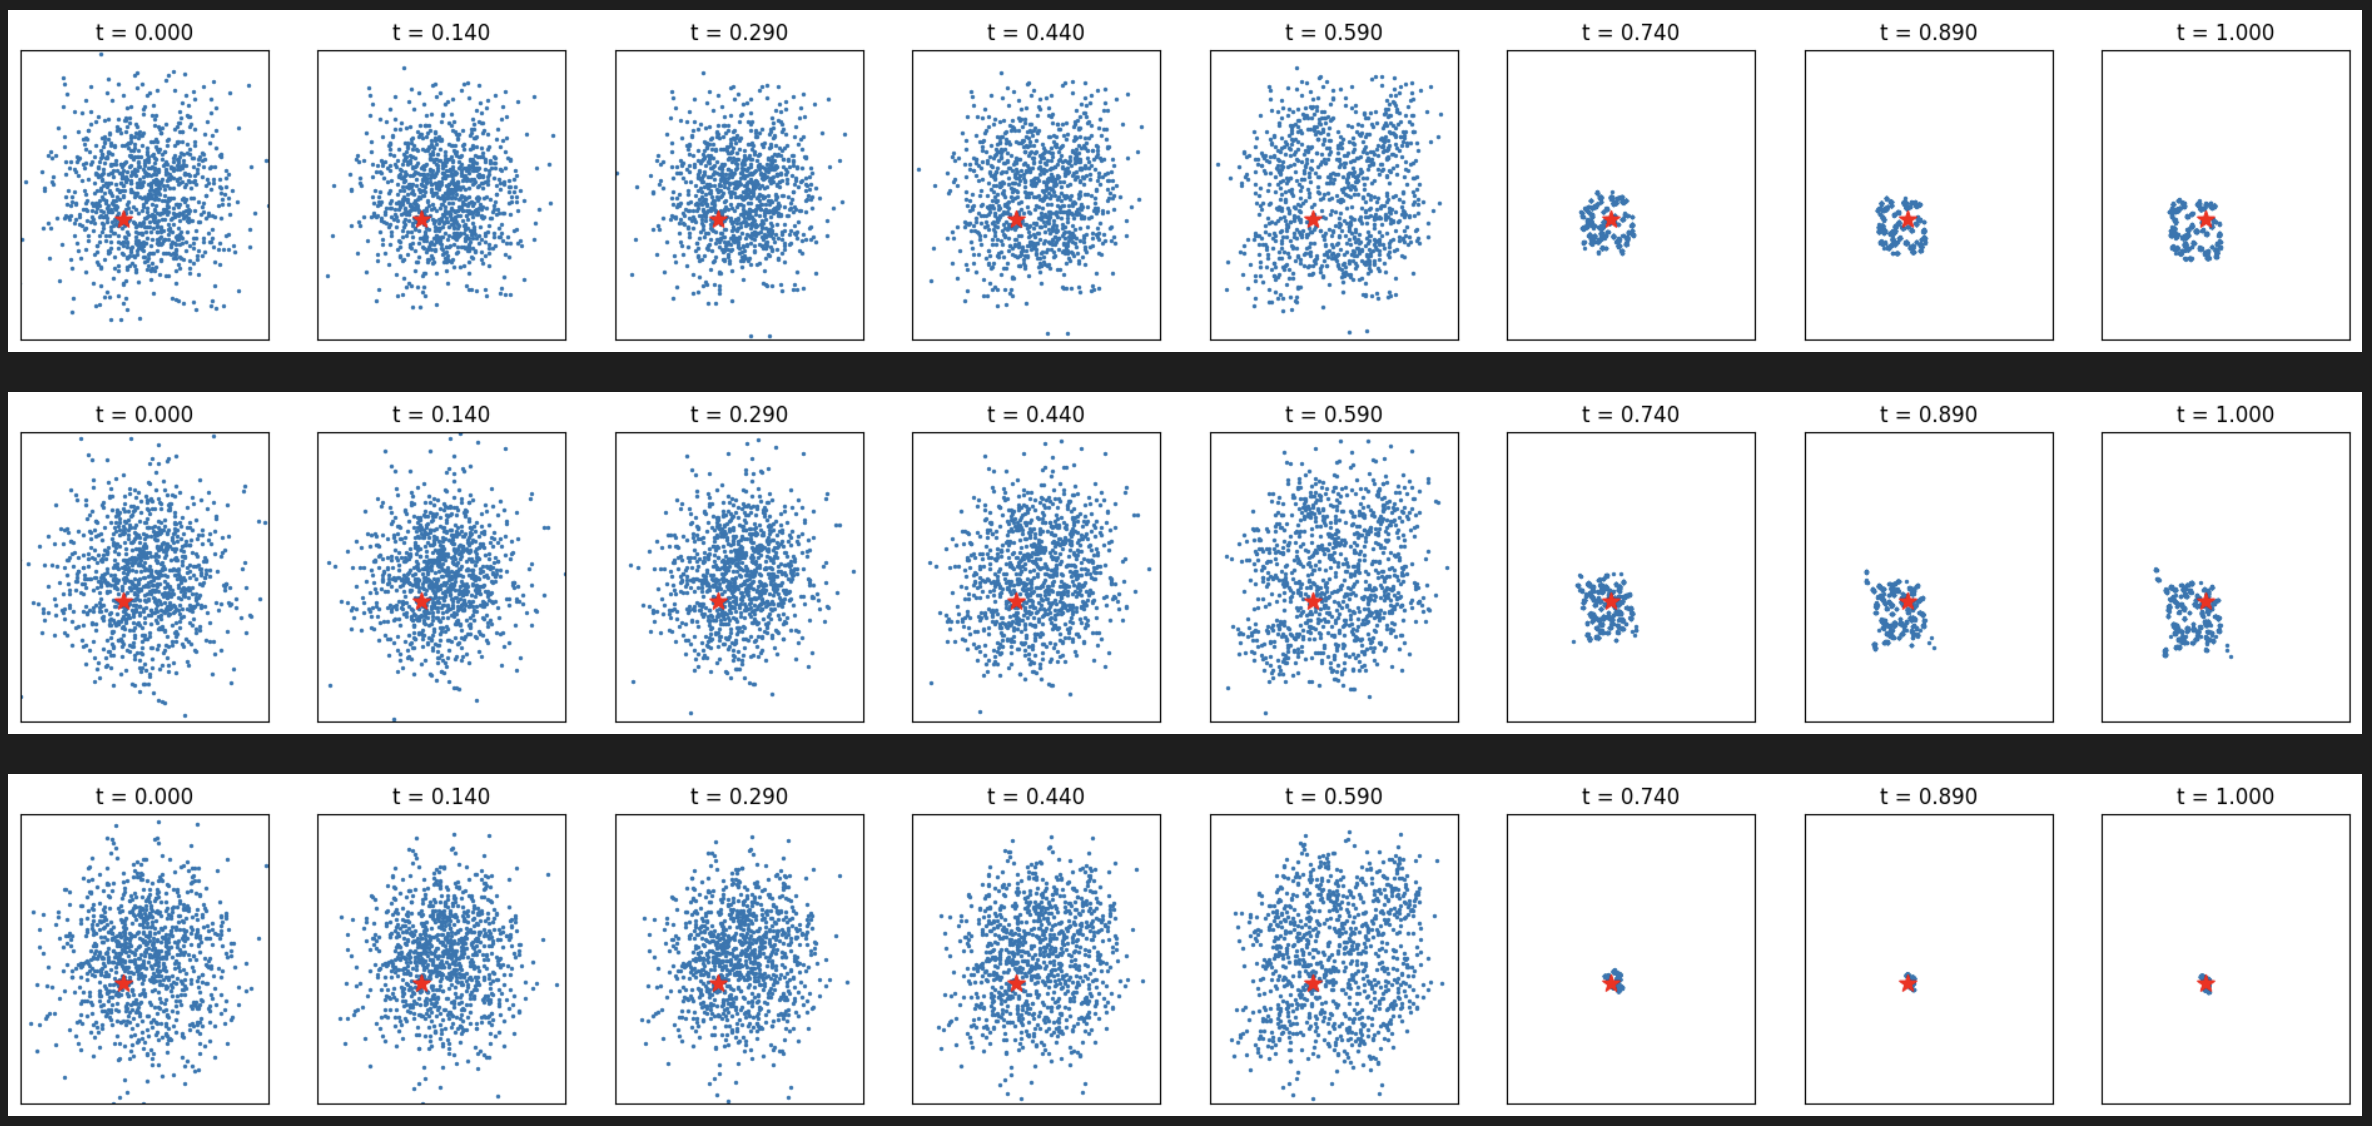 t = 0.000 t = 0.140 t = 0.290 t = 0.440 t = 0.590 t = 0.740 t = 0.890 t = 1.000
t = 0.000 t = 0.140 t = 0.290 t = 0.440 t = 0.590 t = 0.740 t = 0.890 t = 1.000
t = 0.000 t = 0.140 t = 0.290 t = 0.440 t = 0.590 t = 0.740 t = 0.890 t = 1.000